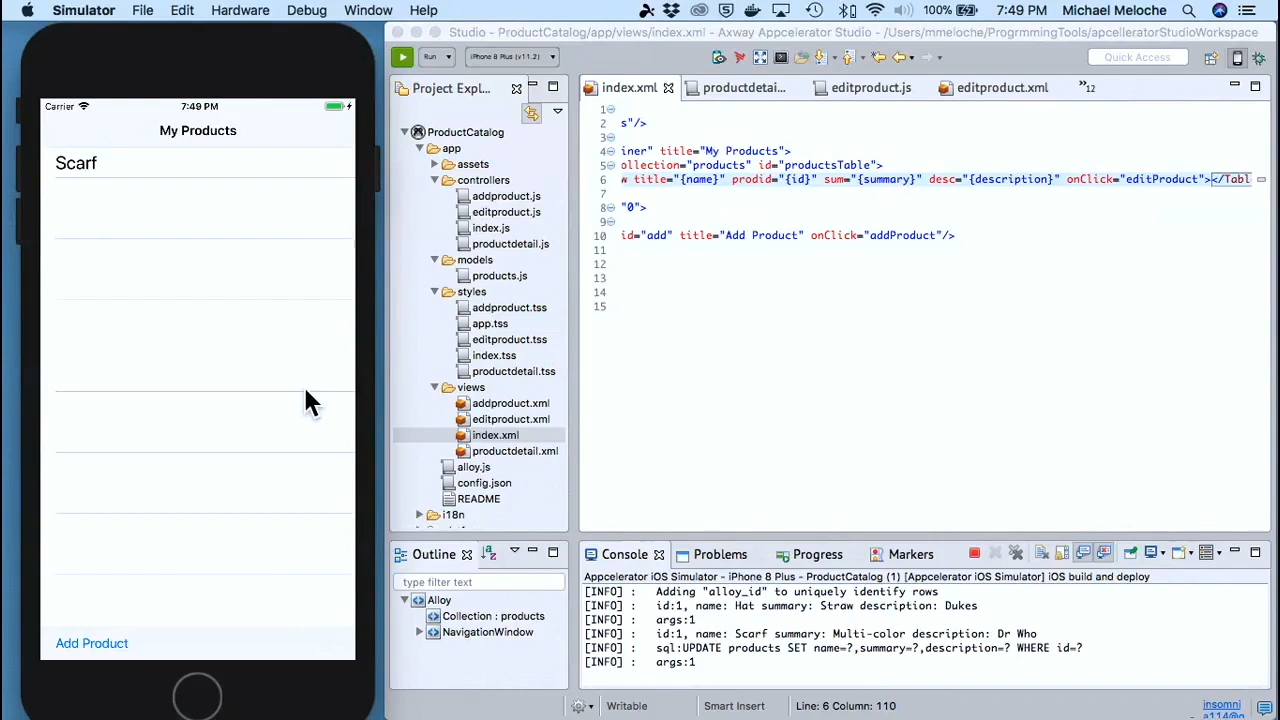 Simulator File Edit Hardware Debug Window Help 100% 7:49 PM Michael Meloche
Studio - ProductCatalog/app/views/index.xml - Axway Appcelerator Studio - /Users/mmeloche/ProgrmmingTools/apcelleratorStudioWorkspace
Run iPhone 8 Plus (v11.2) Quick Access
Carrier 7:49 PM
My Products
Scarf
Add Product
Project Explo...
ProductCatalog
app
assets
controllers
addproduct.js
editproduct.js
index.js
productdetail.js
models
products.js
styles
addproduct.tss
app.tss
editproduct.tss
index.tss
productdetail.tss
views
addproduct.xml
editproduct.xml
index.xml
productdetail.xml
alloy.js
config.json
README
i18n
index.xml productdetai... editproduct.js editproduct.xml 12
1
2 s"/>
3
4 iner" title="My Products">
5 ollection="products" id="productsTable">
6 w title="{name}" prodid="{id}" sum="{summary}" desc="{description}" onClick="editProduct"></Tabl
8 "0">
9
10 id="add" title="Add Product" onClick="addProduct"/>
11
12
13
14
15
Outline
type filter text
Alloy
Collection : products
NavigationWindow
Console Problems Progress Markers
Appcelerator iOS Simulator - iPhone 8 Plus - ProductCatalog (1) [Appcelerator iOS Simulator] iOS build and deploy
[INFO] : Adding "alloy_id" to uniquely identify rows
[INFO] : id:1, name: Hat summary: Straw description: Dukes
[INFO] : args:1
[INFO] : id:1, name: Scarf summary: Multi-color description: Dr Who
[INFO] : sql:UPDATE products SET name=?,summary=?,description=? WHERE id=?
[INFO] : args:1
Writable Smart Insert Line: 6 Column: 110 insomni